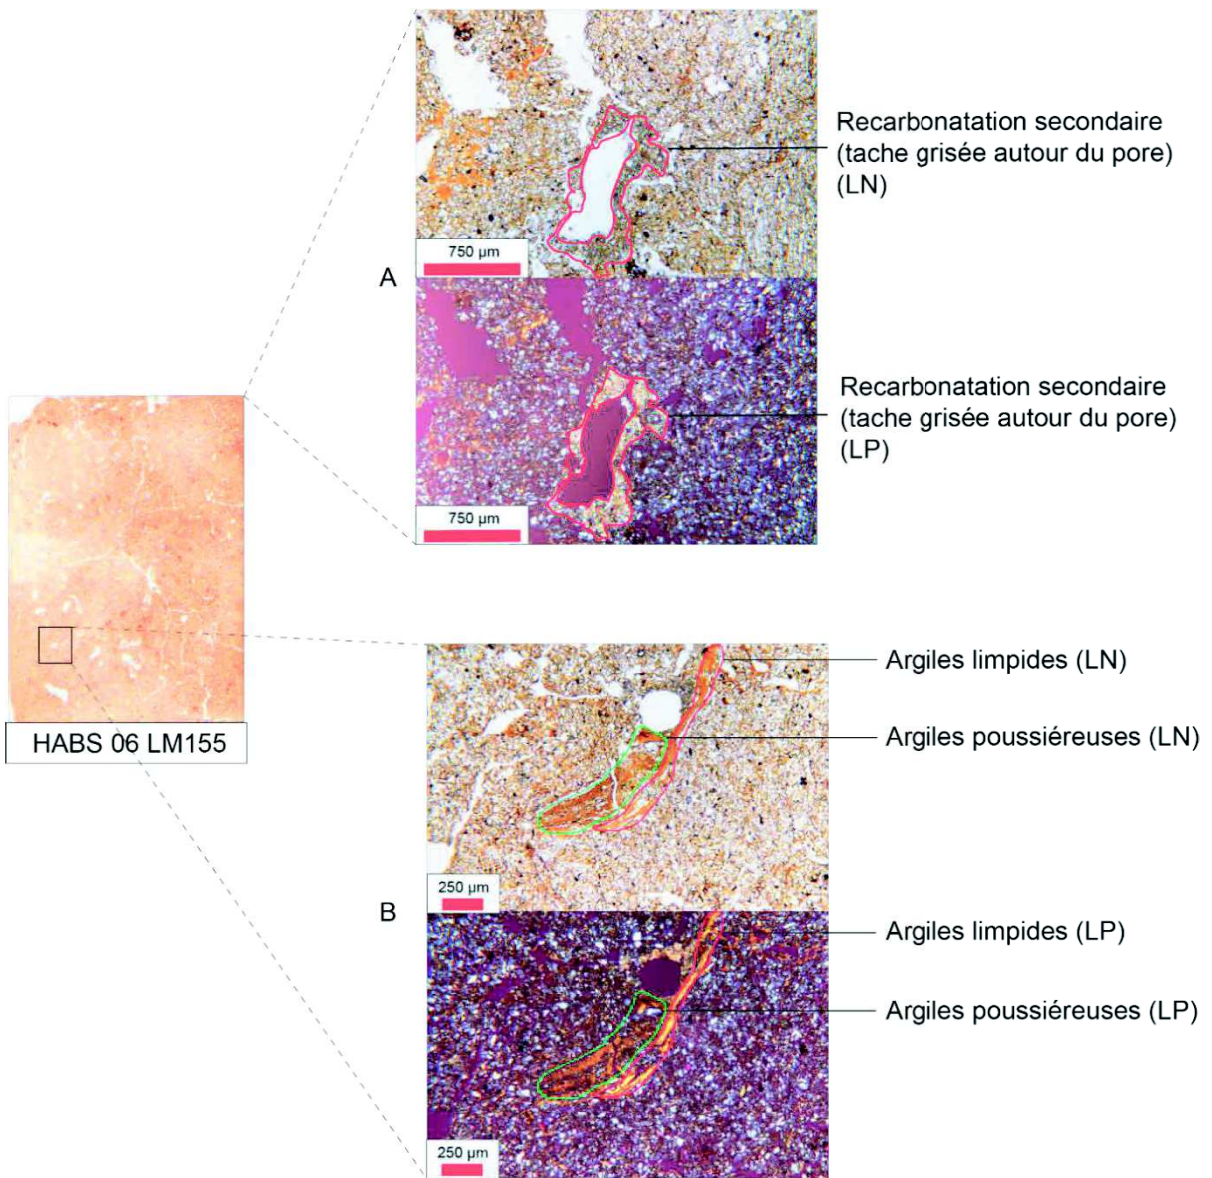 Recarbonatation secondaire
(tache grisée autour du pore)
(LN)
750 µm
A
Recarbonatation secondaire
(tache grisée autour du pore)
(LP)
750 µm
HABS 06 LM155
Argiles limpides (LN)
Argiles poussiéreuses (LN)
250 µm
B
Argiles limpides (LP)
Argiles poussiéreuses (LP)
250 µm